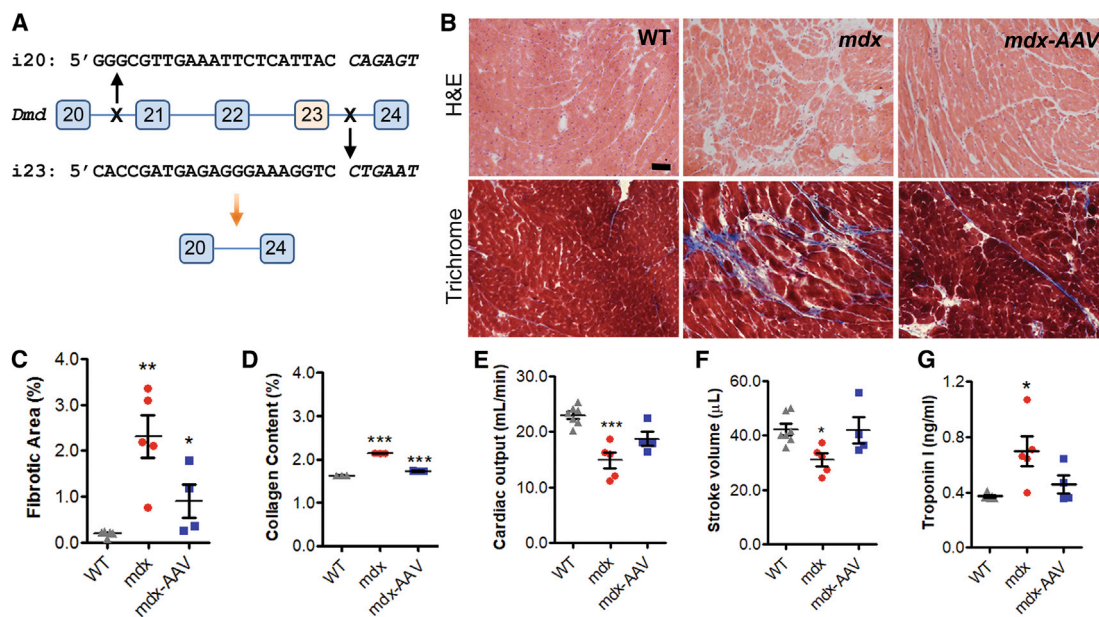 A
i20: 5'GGGCGTTGAAATTCTCATTAC CAGAGT
Dmd 20 X 21 22 23 X 24
i23: 5'CACCGATGAGAGGGAAAGGTC CTGAAT
20 24
B
WT mdx mdx-AAV
H&E
Trichrome
C
Fibrotic Area (%)
4.0
3.0
2.0
1.0
0.0
**
*
WT mdx mdx-AAV
D
Collagen Content (%)
3.0
2.0
1.0
0.0
***
***
WT mdx mdx-AAV
E
Cardiac output (mL/min)
30.0
20.0
10.0
0.0
***
WT mdx mdx-AAV
F
Stroke volume (μL)
60.0
40.0
20.0
0.0
*
WT mdx mdx-AAV
G
Troponin I (ng/ml)
1.2
0.8
0.4
0.0
*
WT mdx mdx-AAV